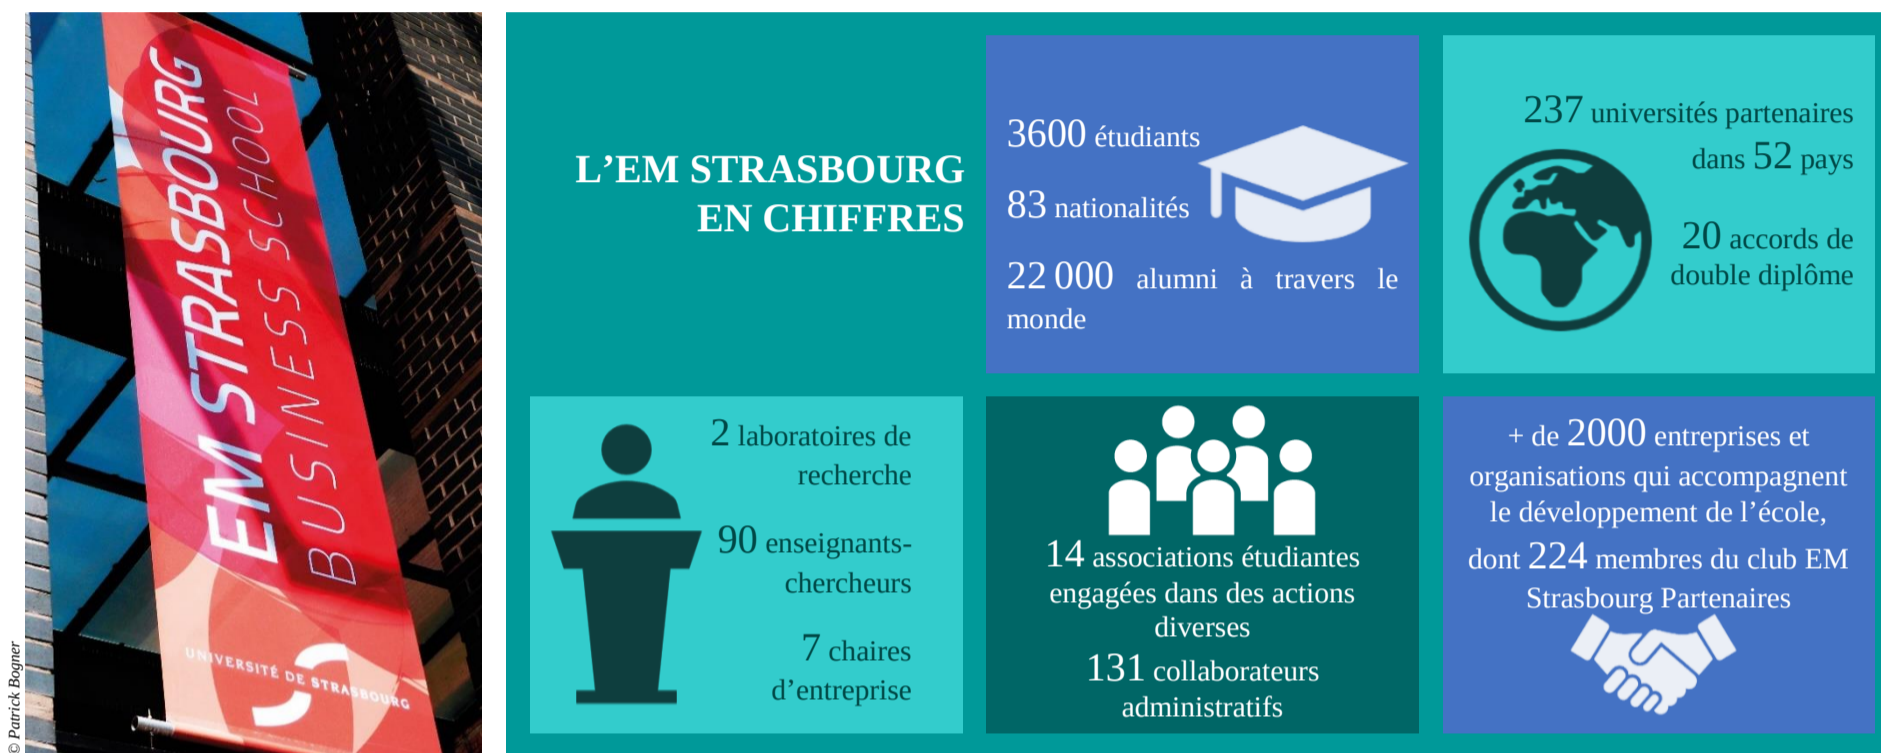 EM STRASBOURG
BUSINESS SCHOOL
UNIVERSITÉ DE STRASBOURG
© Patrick Bogner
L’EM STRASBOURG
EN CHIFFRES
3600 étudiants
83 nationalités
22 000 alumni à travers le
monde
237 universités partenaires
dans 52 pays
20 accords de
double diplôme
2 laboratoires de
recherche
90 enseignants-
chercheurs
7 chaires
d’entreprise
14 associations étudiantes
engagées dans des actions
diverses
131 collaborateurs
administratifs
+ de 2000 entreprises et
organisations qui accompagnent
le développement de l’école,
dont 224 membres du club EM
Strasbourg Partenaires